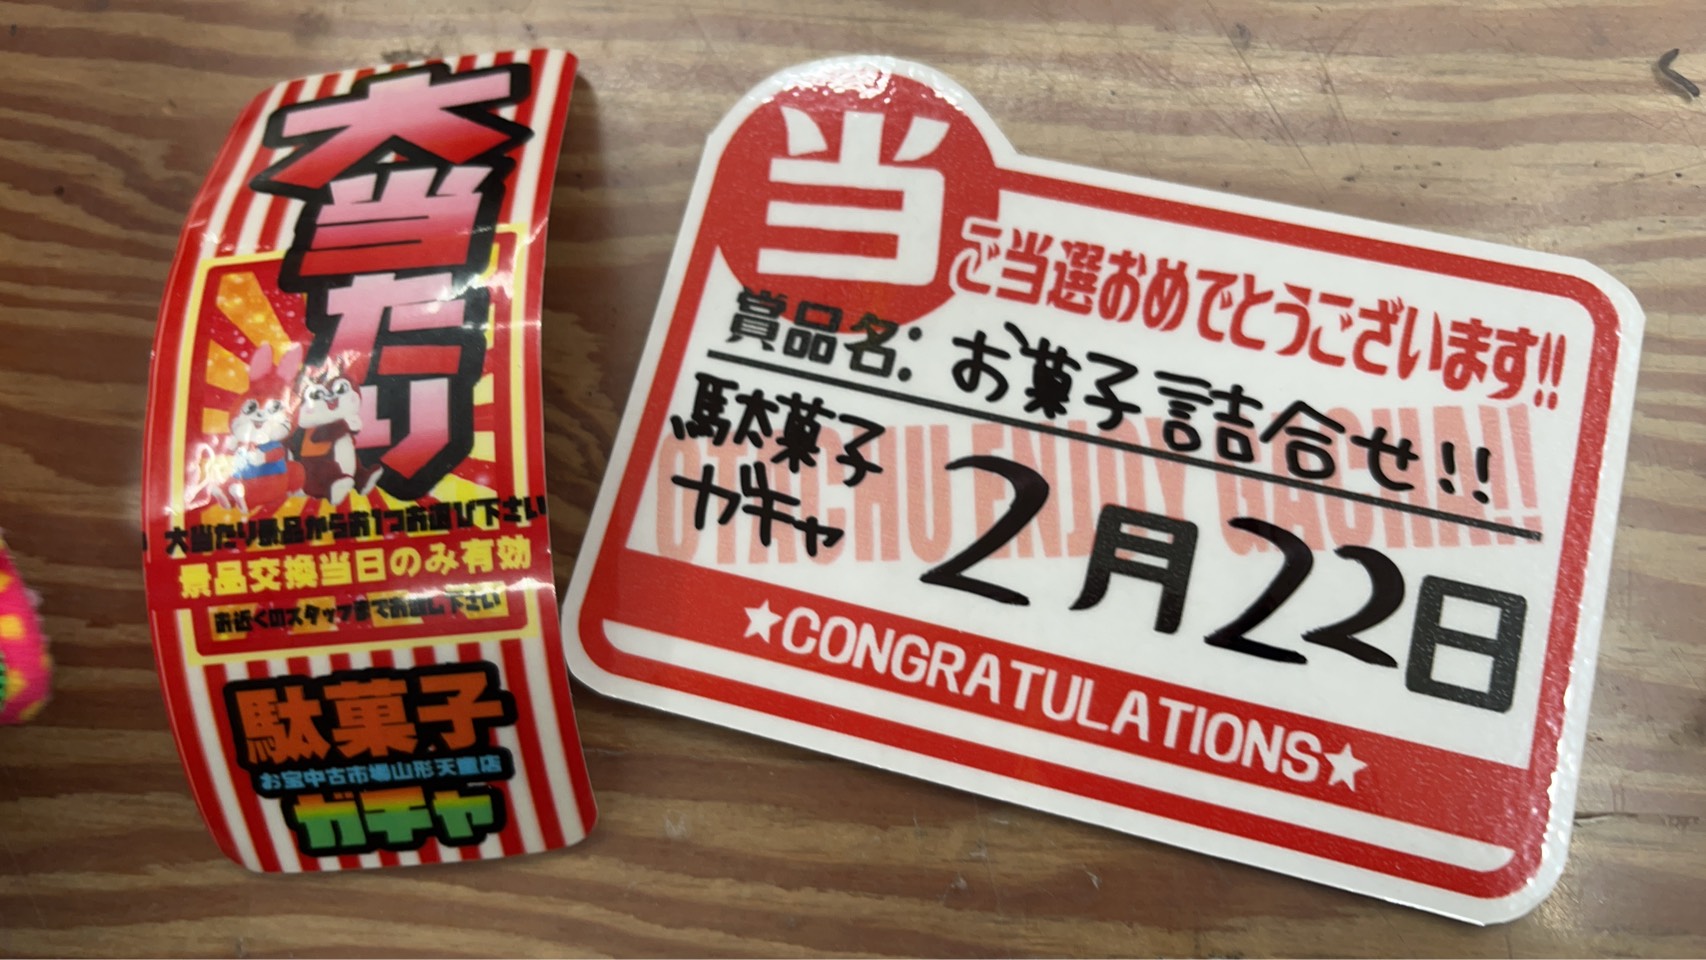 大当たり
大当たり景品からお1つお選び下さい
景品交換当日のみ有効
お近くのスタッフまでお越し下さい
駄菓子
お宝中古市場山形天童店
ガチャ
当
ご当選おめでとうございます!!
賞品名: お菓子詰合せ!!
駄菓子
ガチャ
2月22日
OTACHU ENJOY GACHA!!
★CONGRATULATIONS★